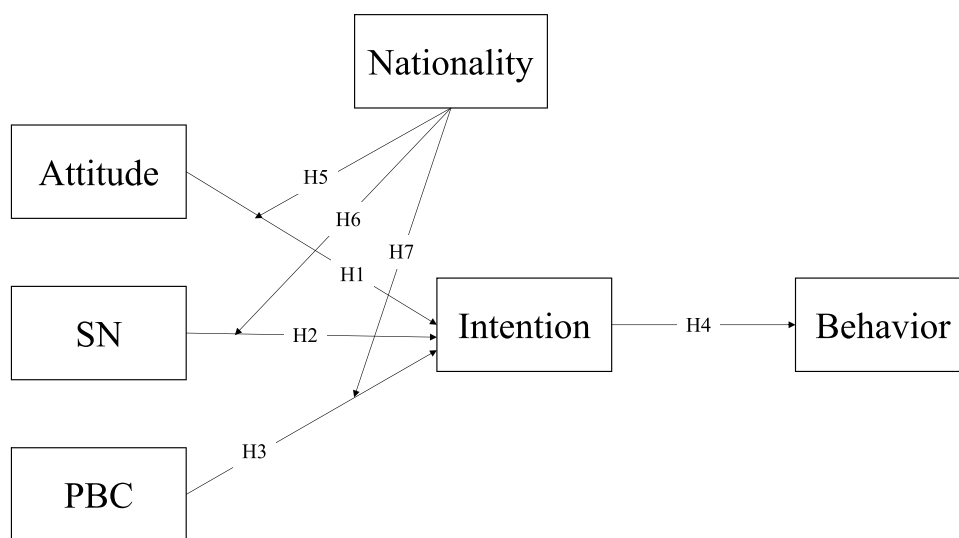 Nationality
Attitude
H5
H6
H7
H1
SN
H2
Intention
H4
Behavior
H3
PBC